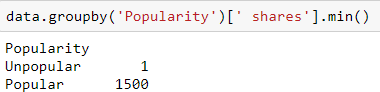 data.groupby('Popularity')[' shares'].min()
Popularity
Unpopular       1
Popular      1500